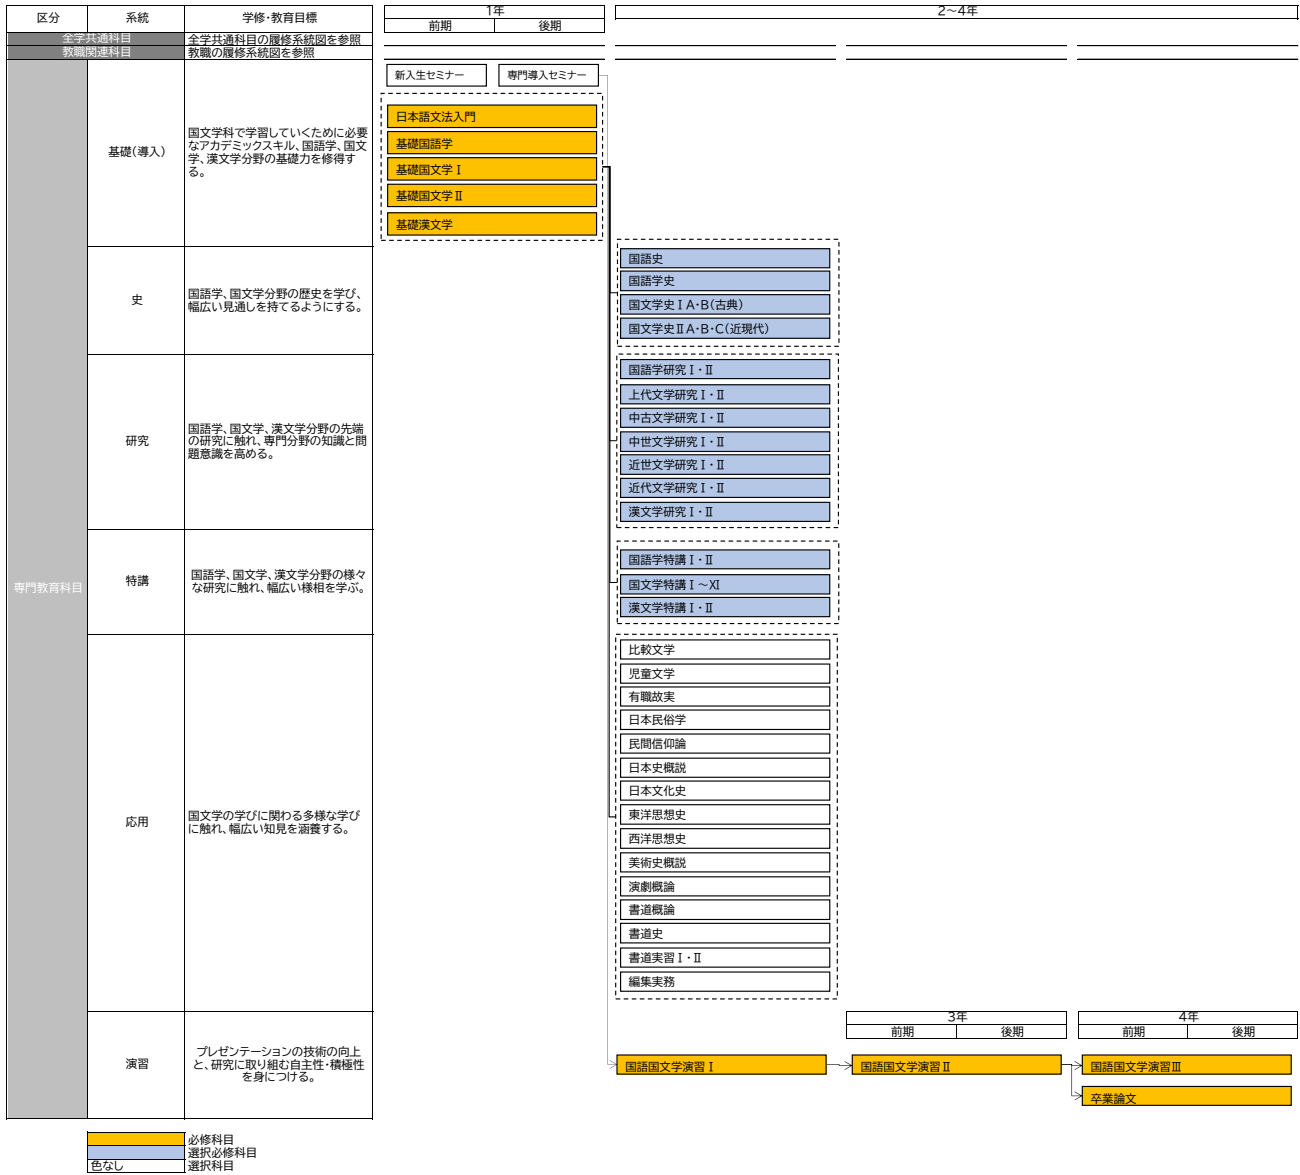 区分
系統
学修・教育目標
1年
前期
後期
2～4年
全学共通科目
全学共通科目の履修系統図を参照
教職関連科目
教職の履修系統図を参照
専門教育科目
基礎(導入)
国文学科で学習していくために必要
なアカデミックスキル、国語学、国文
学、漢文学分野の基礎力を修得す
る。
新入生セミナー
専門導入セミナー
日本語文法入門
基礎国語学
基礎国文学Ⅰ
基礎国文学Ⅱ
基礎漢文学
史
国語学、国文学分野の歴史を学び、
幅広い見通しを持てるようにする。
国語史
国語学史
国文学史ⅠA・B(古典)
国文学史ⅡA・B・C(近現代)
研究
国語学、国文学、漢文学分野の先端
の研究に触れ、専門分野の知識と問
題意識を高める。
国語学研究Ⅰ・Ⅱ
上代文学研究Ⅰ・Ⅱ
中古文学研究Ⅰ・Ⅱ
中世文学研究Ⅰ・Ⅱ
近世文学研究Ⅰ・Ⅱ
近代文学研究Ⅰ・Ⅱ
漢文学研究Ⅰ・Ⅱ
特講
国語学、国文学、漢文学分野の様々
な研究に触れ、幅広い様相を学ぶ。
国語学特講Ⅰ・Ⅱ
国文学特講Ⅰ～Ⅺ
漢文学特講Ⅰ・Ⅱ
応用
国文学の学びに関わる多様な学び
に触れ、幅広い知見を涵養する。
比較文学
児童文学
有職故実
日本民俗学
民間信仰論
日本史概説
日本文化史
東洋思想史
西洋思想史
美術史概説
演劇概論
書道概論
書道史
書道実習Ⅰ・Ⅱ
編集実務
演習
プレゼンテーションの技術の向上
と、研究に取り組む自主性・積極性
を身につける。
3年
前期
後期
4年
前期
後期
国語国文学演習Ⅰ
国語国文学演習Ⅱ
国語国文学演習Ⅲ
卒業論文
必修科目
選択必修科目
色なし
選択科目